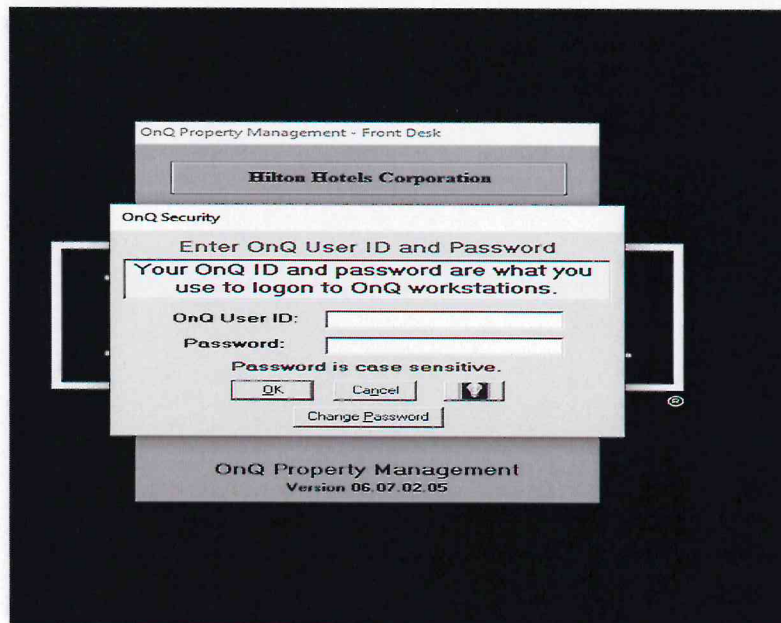 OnQ Property Management - Front Desk
Hilton Hotels Corporation
OnQ Security
Enter OnQ User ID and Password
Your OnQ ID and password are what you
use to logon to OnQ workstations.
OnQ User ID:
Password:
Password is case sensitive.
OK
Cancel
Change Password
®
OnQ Property Management
Version 06.07.02.05